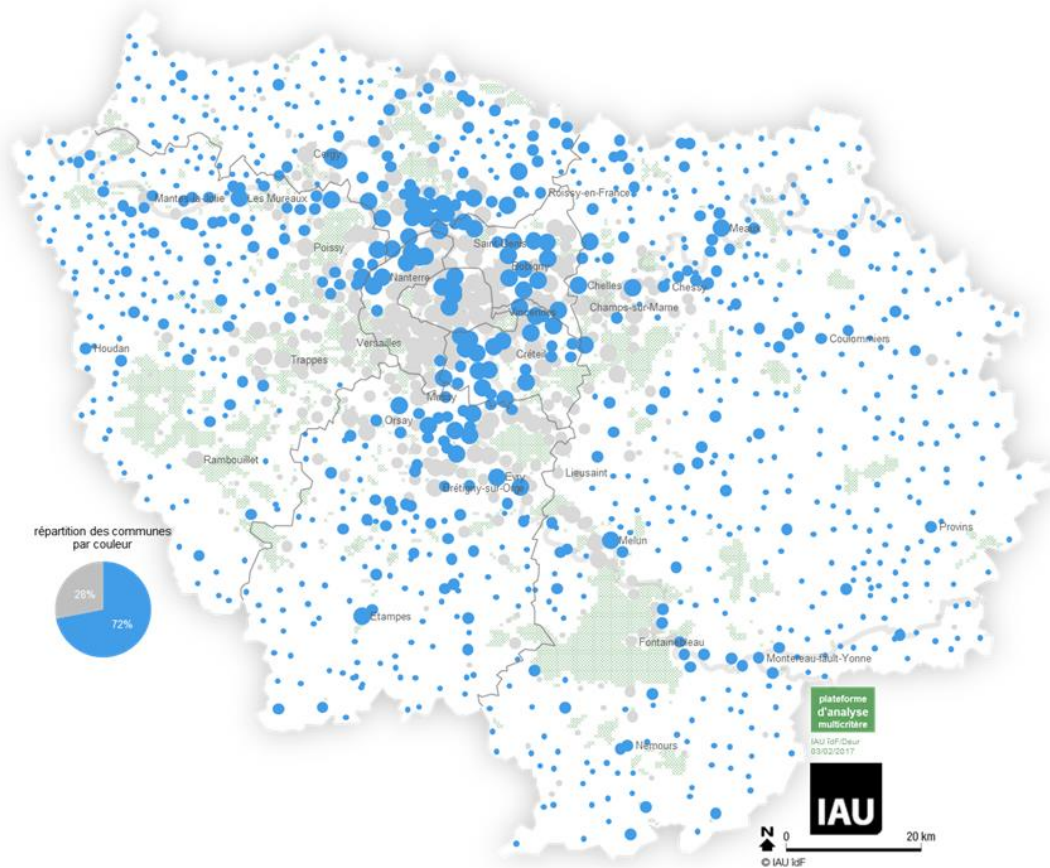 Cergy
Roissy-en-France
Mantes-la-Jolie
Les Mureaux
Meaux
Poissy
Saint-Denis
Bobigny
Nanterre
Chelles
Chessy
Champs-sur-Marne
Vincennes
Versailles
Coulommiers
Houdan
Créteil
Trappes
Massy
Orsay
Rambouillet
Lieusaint
Evry
Brétigny-sur-Orge
Provins
répartition des communes
par couleur
Melun
28%
72%
Etampes
Fontainebleau
Montereau-fault-Yonne
plateforme
d'analyse
multicritère
IAU îdF/Deur
03/02/2017
Nemours
IAU
N
0
20 km
© IAU îdF